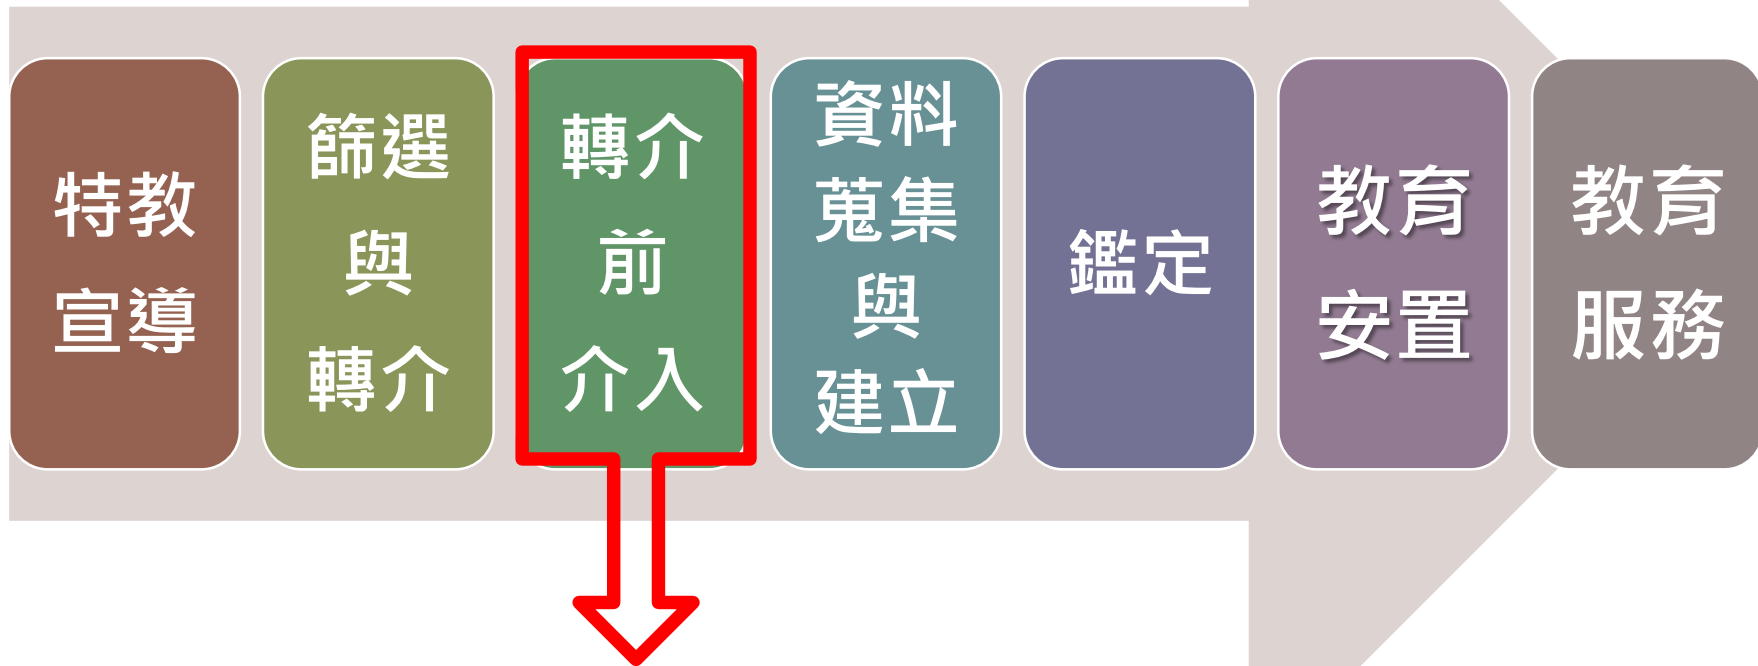 特教
宣導
篩選
與
轉介
轉介
前
介入
資料
蒐集
與
建立
鑑定
教育
安置
教育
服務